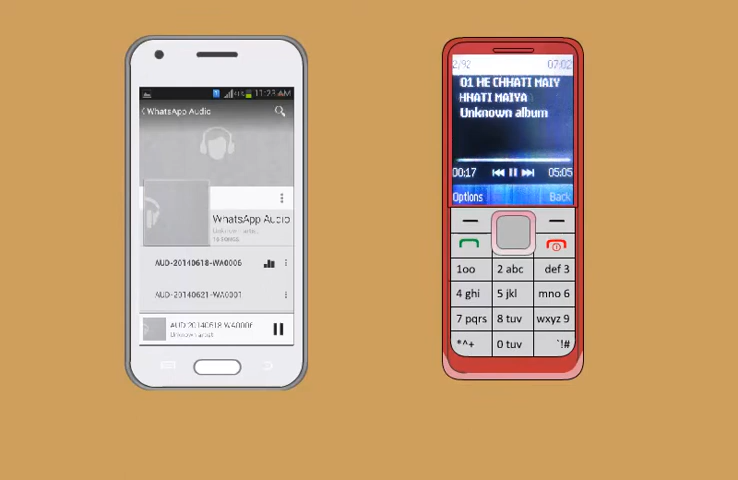 11:23 AM
WhatsApp Audio
WhatsApp Audio
AUD-20140618-WA0006
AUD-20140621-WA0001
AUD 20140618 WA0006
Unknown artist
2/92 07:02
01 HE CHHATI MAIY
HHATI MAIYA
Unknown album
00:17 05:05
Options Back
1oo 2 abc def 3
4 ghi 5 jkl mno 6
7 pqrs 8 tuv wxyz 9
*^+ 0 tuv `!#